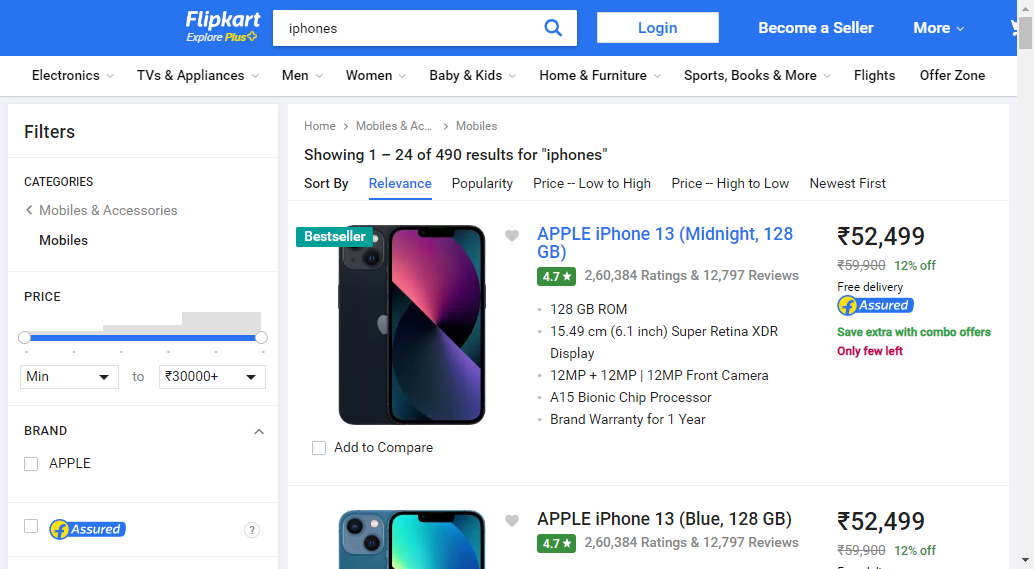 Flipkart
Explore Plus
iphones
Login
Become a Seller
More
Electronics
TVs & Appliances
Men
Women
Baby & Kids
Home & Furniture
Sports, Books & More
Flights
Offer Zone
Filters
CATEGORIES
Mobiles & Accessories
Mobiles
PRICE
Min
to
₹30000+
BRAND
APPLE
Assured
?
Home
Mobiles & Ac...
Mobiles
Showing 1 – 24 of 490 results for "iphones"
Sort By
Relevance
Popularity
Price -- Low to High
Price -- High to Low
Newest First
Bestseller
Add to Compare
APPLE iPhone 13 (Midnight, 128
GB)
4.7★
2,60,384 Ratings & 12,797 Reviews
128 GB ROM
15.49 cm (6.1 inch) Super Retina XDR
Display
12MP + 12MP | 12MP Front Camera
A15 Bionic Chip Processor
Brand Warranty for 1 Year
₹52,499
₹59,900 12% off
Free delivery
Assured
Save extra with combo offers
Only few left
APPLE iPhone 13 (Blue, 128 GB)
4.7★
2,60,384 Ratings & 12,797 Reviews
₹52,499
₹59,900 12% off